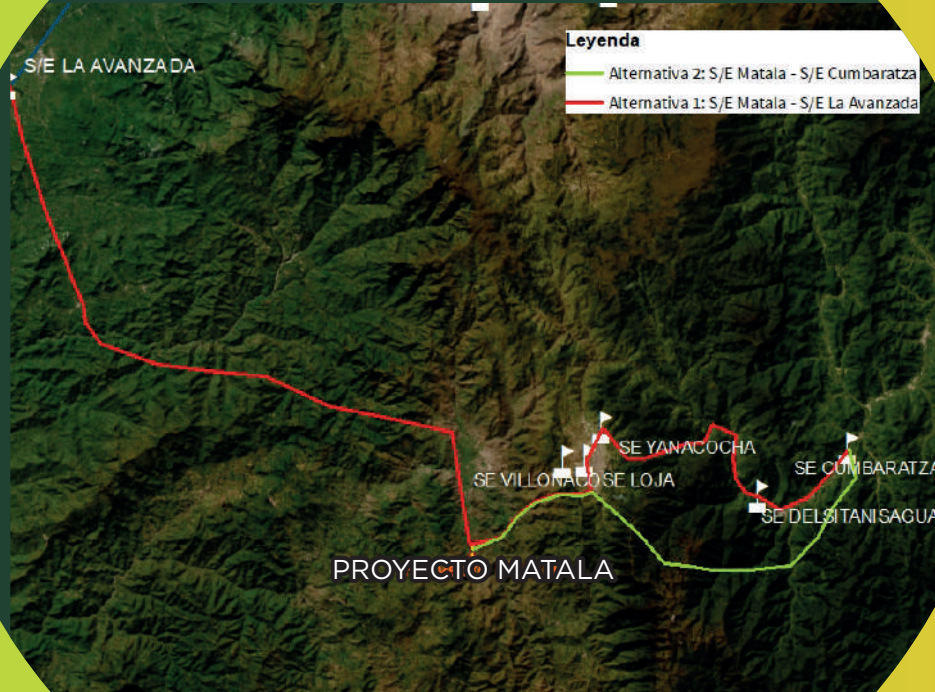 Leyenda
Alternativa 2: S/E Matala - S/E Cumbaratza
Alternativa 1: S/E Matala - S/E La Avanzada
S/E LA AVANZADA
SE YANACOCHA
SE CUMBARATZA
SE VILLONACO SE LOJA
SE DELSITANISAGUA
PROYECTO MATALA